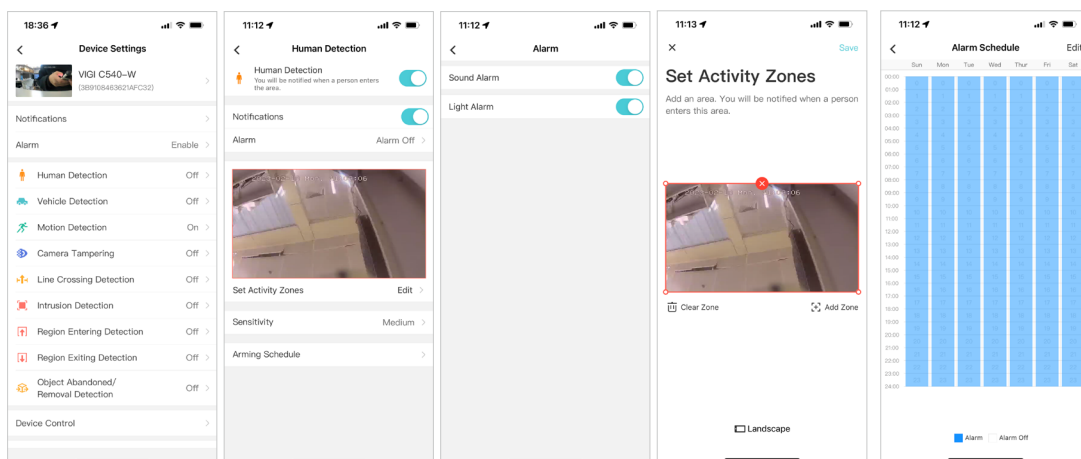 18:36
Device Settings
VIGI C540-W
(3B9108463621AFC32)
Notifications
Alarm Enable
Human Detection Off
Vehicle Detection Off
Motion Detection On
Camera Tampering Off
Line Crossing Detection Off
Intrusion Detection Off
Region Entering Detection Off
Region Exiting Detection Off
Object Abandoned/
Removal Detection Off
Device Control
11:12
Human Detection
Human Detection
You will be notified when a person enters
the area.
Notifications
Alarm Alarm Off
Set Activity Zones Edit
Sensitivity Medium
Arming Schedule
11:12
Alarm
Sound Alarm
Light Alarm
11:13
Save
Set Activity Zones
Add an area. You will be notified when a person
enters this area.
Clear Zone Add Zone
Landscape
11:12
Alarm Schedule Edit
Sun Mon Tue Wed Thur Fri Sat
00:00
01:00
02:00
03:00
04:00
05:00
06:00
07:00
08:00
09:00
10:00
11:00
12:00
13:00
14:00
15:00
16:00
17:00
18:00
19:00
20:00
21:00
22:00
23:00
24:00
Alarm Alarm Off